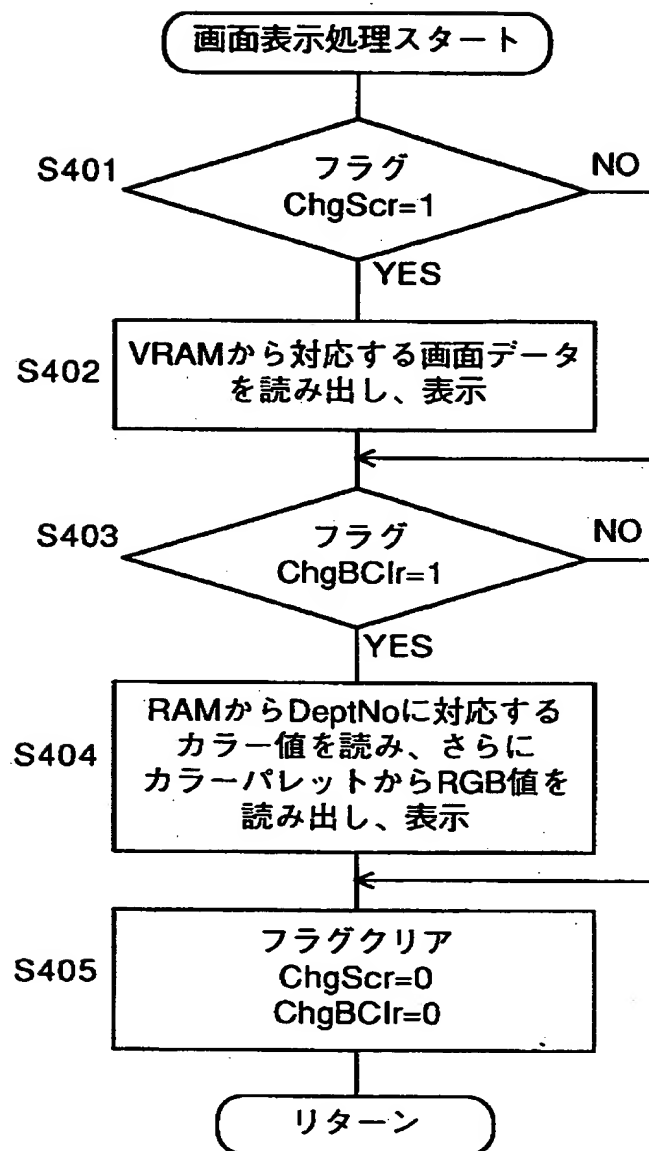 画面表示処理スタート
S401
フラグ
ChgScr=1
NO
YES
S402
VRAMから対応する画面データ
を読み出し、表示
S403
フラグ
ChgBClr=1
NO
YES
S404
RAMからDeptNoに対応する
カラー値を読み、さらに
カラーパレットからRGB値を
読み出し、表示
S405
フラグクリア
ChgScr=0
ChgBClr=0
リターン